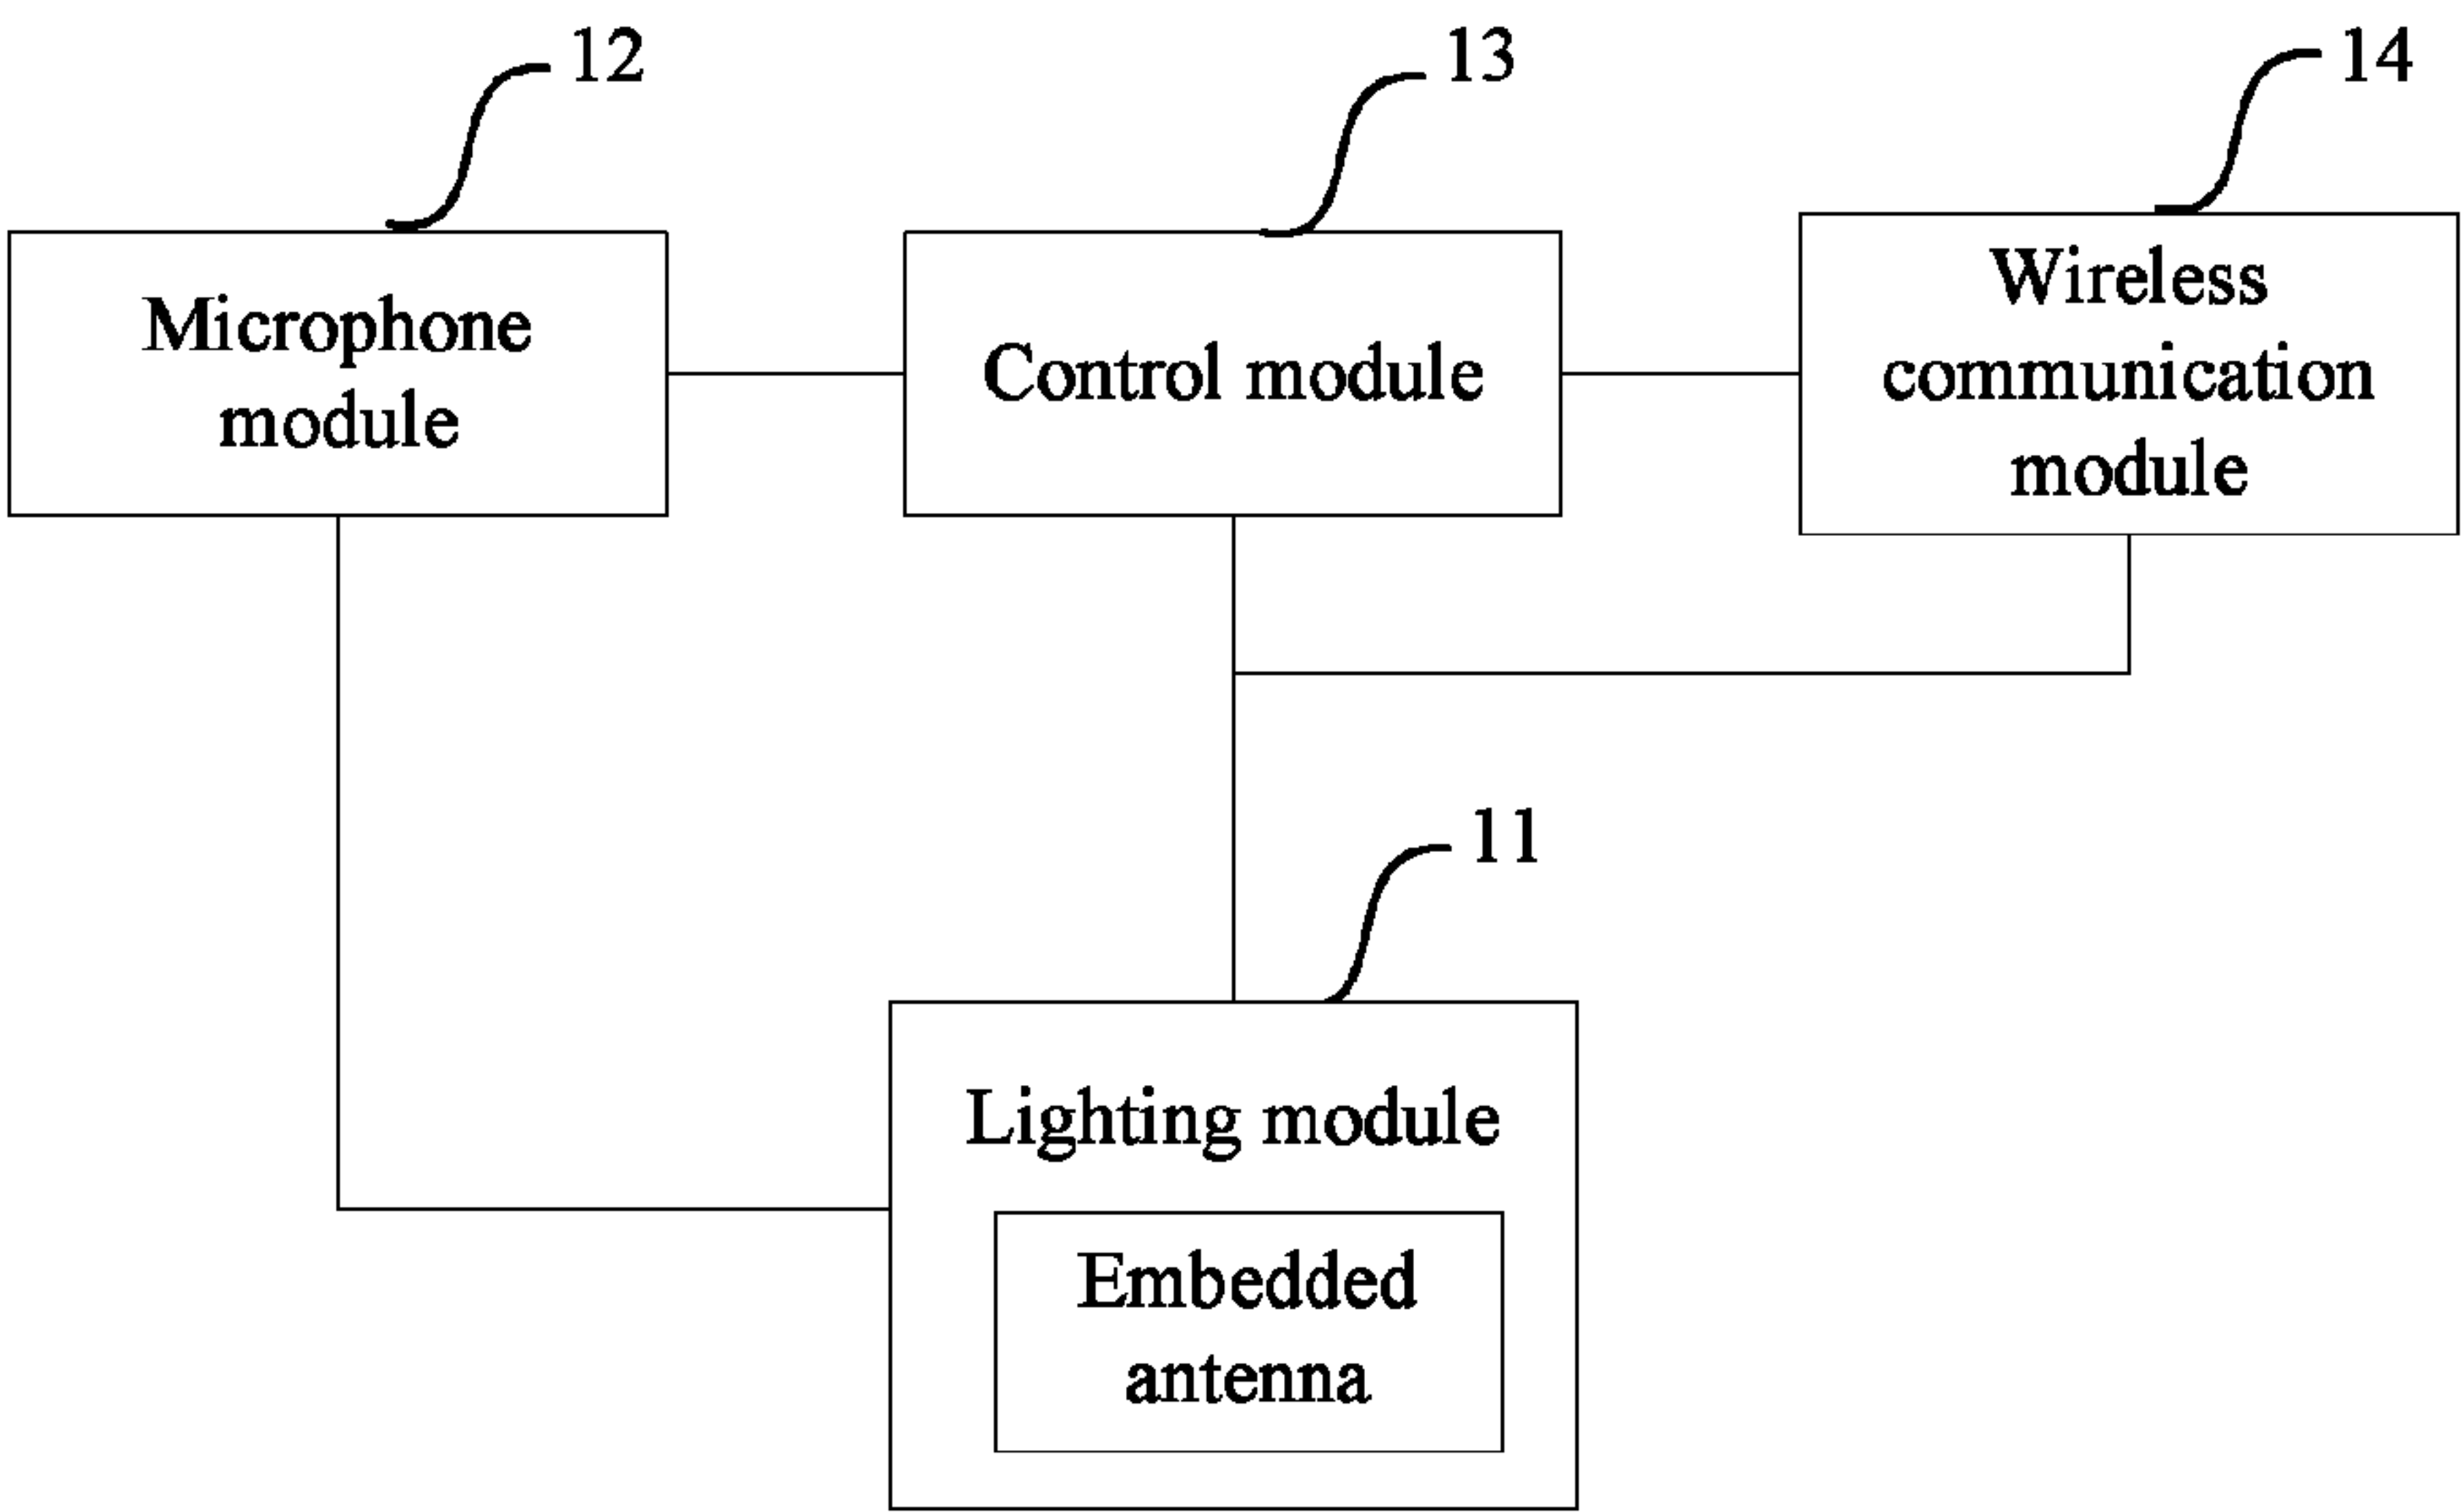 12
13
14
Microphone
module
Control module
Wireless
communication
module
11
Lighting module
Embedded
antenna